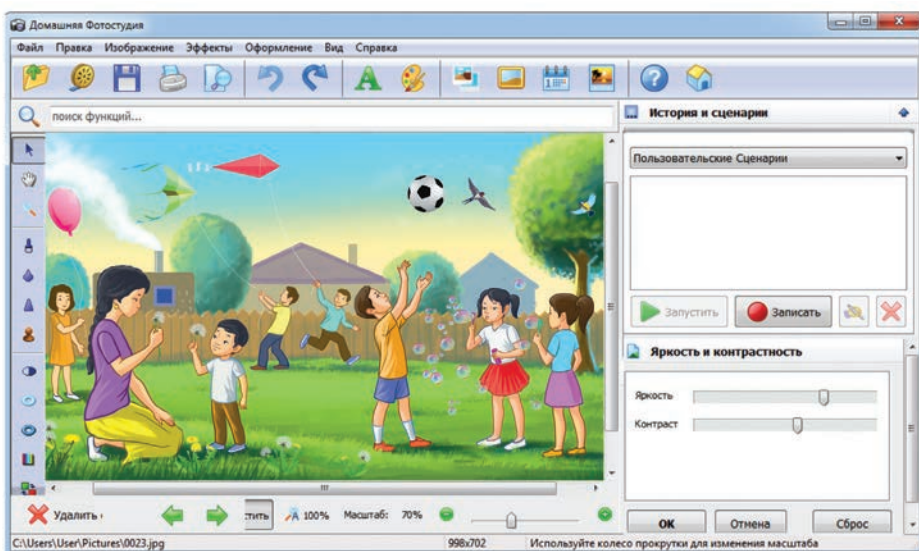 Домашняя Фотостудия
Файл Правка Изображение Эффекты Оформление Вид Справка
поиск функций...
История и сценарии
Пользовательские Сценарии
Запустить Записать
Яркость и контрастность
Яркость
Контраст
Удалить 100% Масштаб: 70%
ОК Отмена Сброс
C:\Users\User\Pictures\0023.jpg 998x702 Используйте колесо прокрутки для изменения масштаба